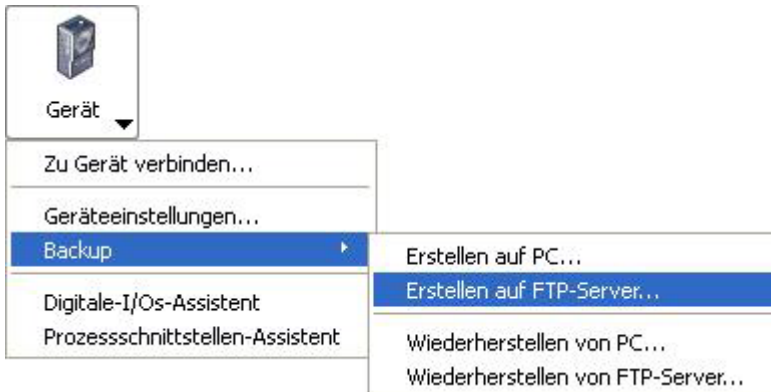 Gerät
Zu Gerät verbinden...
Geräteeinstellungen...
Backup
Erstellen auf PC...
Erstellen auf FTP-Server...
Digitale-I/Os-Assistent
Prozessschnittstellen-Assistent
Wiederherstellen von PC...
Wiederherstellen von FTP-Server...